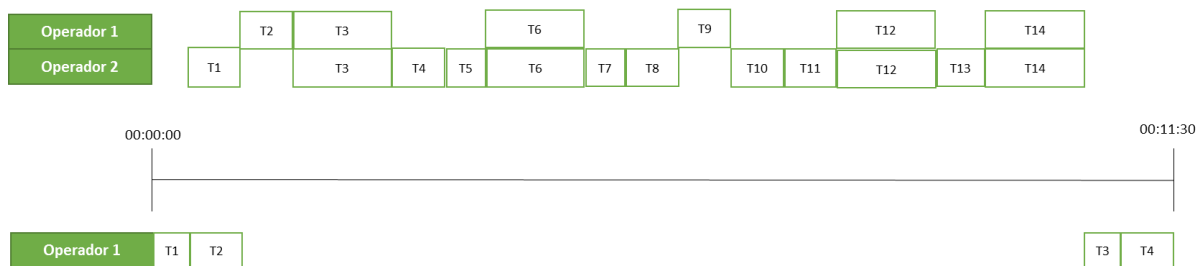 Operador 1 T2 T3 T6 T9 T12 T14
Operador 2 T1 T3 T4 T5 T6 T7 T8 T10 T11 T12 T13 T14
00:00:00 00:11:30
Operador 1 T1 T2 T3 T4